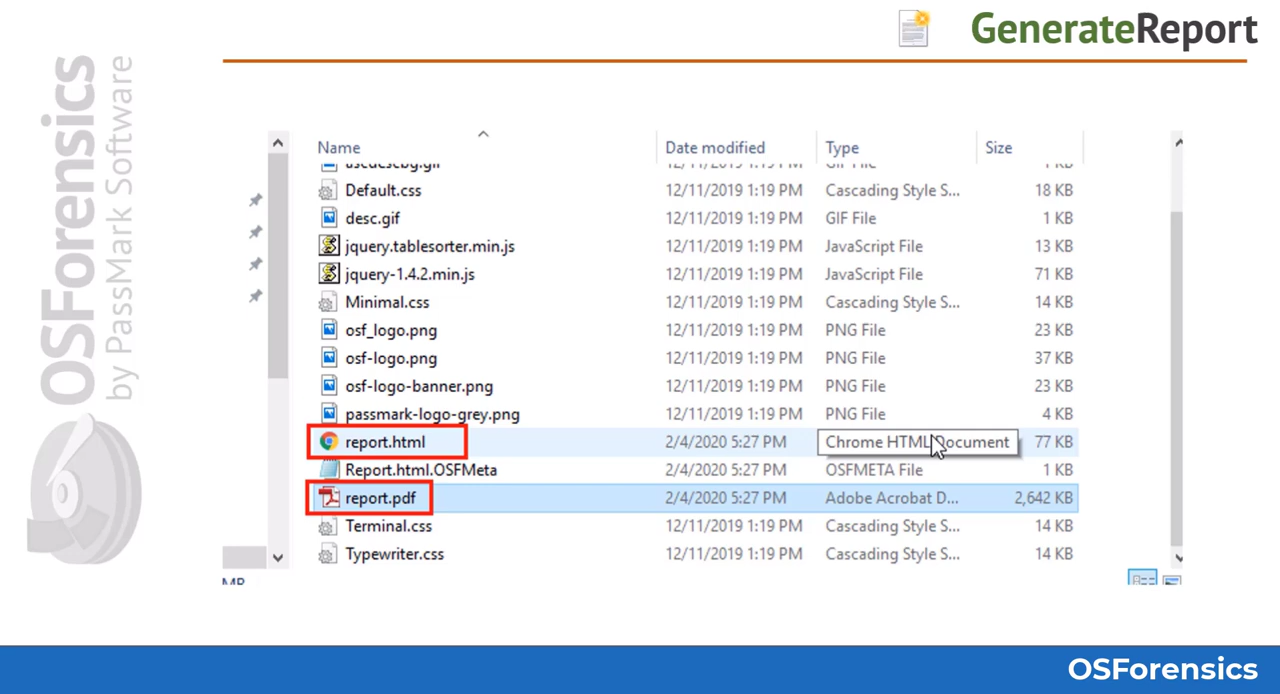 GenerateReport
OSForensics
by PassMark Software
Name Date modified Type Size
12/11/2019 1:19 PM GIF File 1 KB
Default.css 12/11/2019 1:19 PM Cascading Style S... 18 KB
desc.gif 12/11/2019 1:19 PM GIF File 1 KB
jquery.tablesorter.min.js 12/11/2019 1:19 PM JavaScript File 13 KB
jquery-1.4.2.min.js 12/11/2019 1:19 PM JavaScript File 71 KB
Minimal.css 12/11/2019 1:19 PM Cascading Style S... 14 KB
osf_logo.png 12/11/2019 1:19 PM PNG File 23 KB
osf-logo.png 12/11/2019 1:19 PM PNG File 37 KB
osf-logo-banner.png 12/11/2019 1:19 PM PNG File 23 KB
passmark-logo-grey.png 12/11/2019 1:19 PM PNG File 4 KB
report.html 2/4/2020 5:27 PM Chrome HTML Document 77 KB
Report.html.OSFMeta 2/4/2020 5:27 PM OSFMETA File 1 KB
report.pdf 2/4/2020 5:27 PM Adobe Acrobat D... 2,642 KB
Terminal.css 12/11/2019 1:19 PM Cascading Style S... 14 KB
Typewriter.css 12/11/2019 1:19 PM Cascading Style S... 14 KB
OSForensics